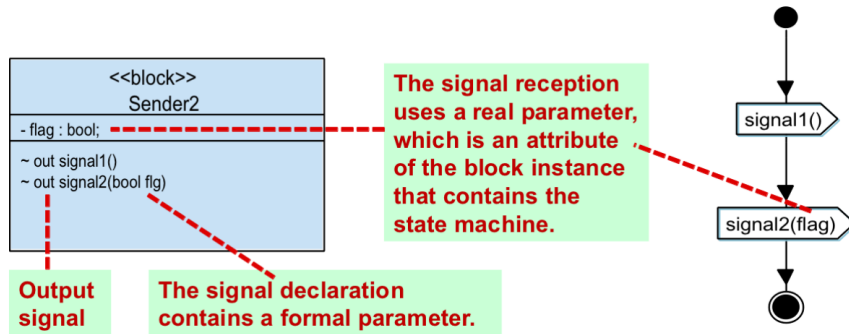 <<block>>
Sender2
- flag : bool;
~ out signal1()
~ out signal2(bool flg)
The signal reception
uses a real parameter,
which is an attribute
of the block instance
that contains the
state machine.
Output
signal
The signal declaration
contains a formal parameter.
signal1()
signal2(flag)